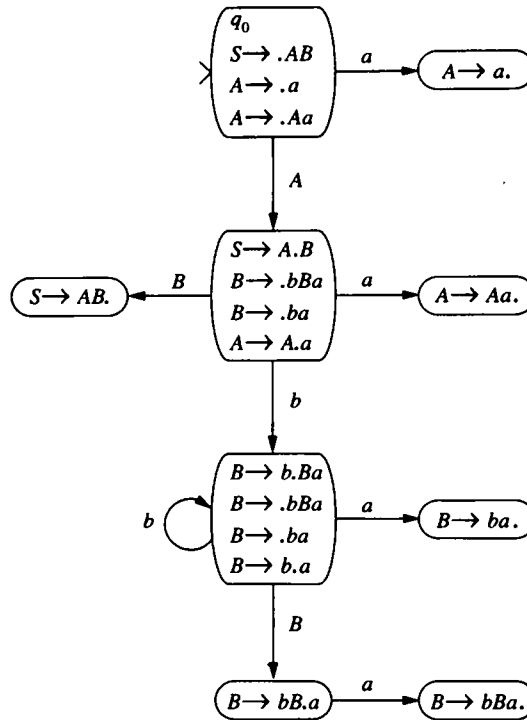 q₀
S → .AB
A → .a
A → .Aa
a
A → a.
A
S → A.B
B → .bBa
B → .ba
A → A.a
B
S → AB.
a
A → Aa.
b
B → b.Ba
B → .bBa
B → .ba
B → b.a
b
a
B → ba.
B
B → bB.a
a
B → bBa.